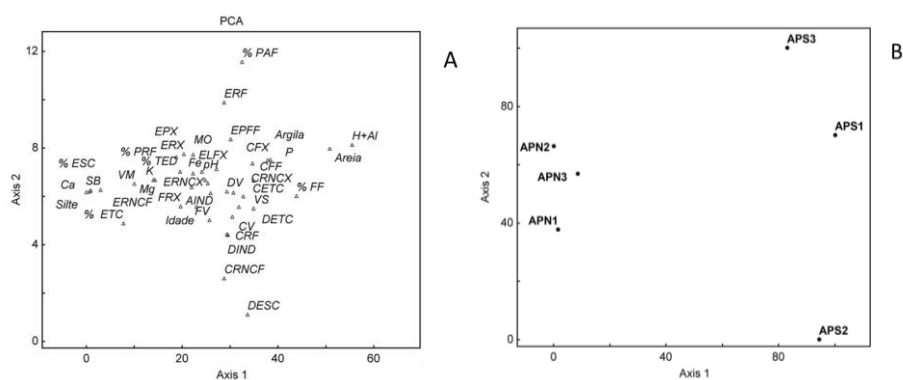 PCA
A
B
12
8
4
0
Axis 2
% PAF
ERF
EPX
MO
EPFF
Argila
H+Al
ERX
CFX
P
% PRF
ELFX
Areia
% ESC
%
TED
Fe
pH
CFF
Ca
SB
VM
K
CRNCX
Mg
ERNCX
DV
CETC
% FF
Silte
ERNCF
FRX
AIND
VS
% ETC
Idade
FV
DETC
CV
CRF
DIND
CRNCF
DESC
0
20
40
60
Axis 1
80
40
0
Axis 2
APS3
APS1
APN2
APN3
APN1
APS2
0
40
80
Axis 1